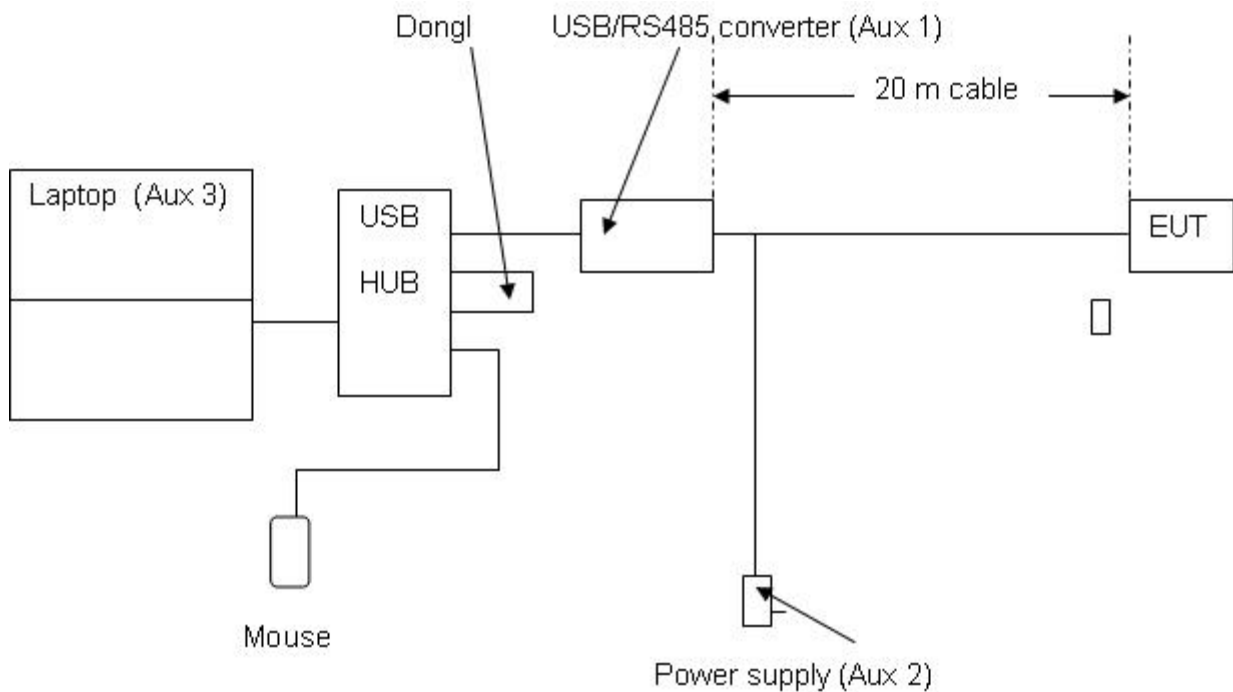 Dongl
USB/RS485 converter (Aux 1)
20 m cable
Laptop (Aux 3)
USB
HUB
EUT
Mouse
Power supply (Aux 2)